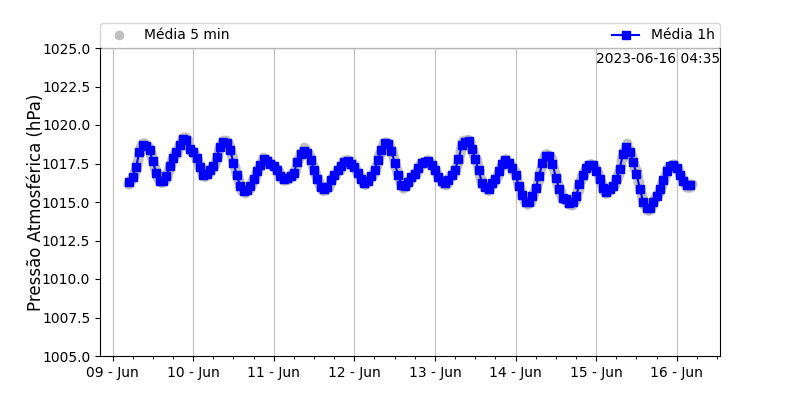 Média 5 min
Média 1h
2023-06-16 04:35
Pressão Atmosférica (hPa)
1025.0
1022.5
1020.0
1017.5
1015.0
1012.5
1010.0
1007.5
1005.0
09 - Jun
10 - Jun
11 - Jun
12 - Jun
13 - Jun
14 - Jun
15 - Jun
16 - Jun